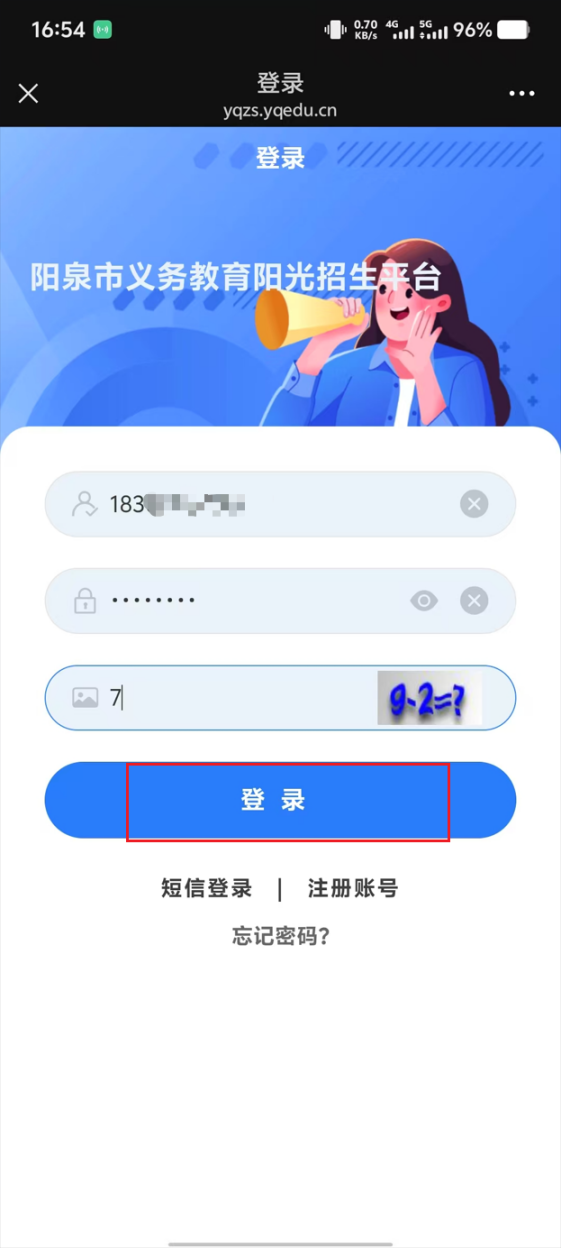 16:54
0.70 KB/s 4G 5G 96%
登录
yqzs.yqedu.cn
登录
阳泉市义务教育阳光招生平台
183
7
9-2=?
登 录
短信登录 | 注册账号
忘记密码?